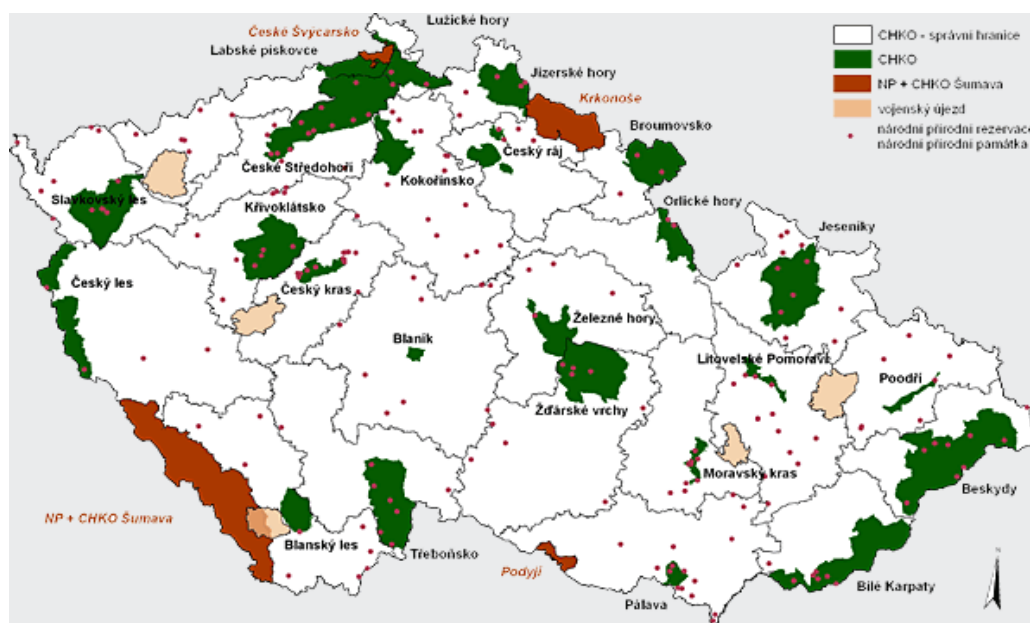 Lužické hory
České Švýcarsko
Labské pískovce
Jizerské hory
Krkonoše
Broumovsko
CHKO - správní hranice
CHKO
NP + CHKO Šumava
vojenský újezd
národní přírodní rezervace
národní přírodní památka
České Středohoří
Kokořínsko
Český ráj
Slavkovský les
Křivoklátsko
Orlické hory
Jeseníky
Český les
Český kras
Železné hory
Blaník
Litovelské Pomoraví
Poodří
Žďárské vrchy
Moravský kras
Beskydy
NP + CHKO Šumava
Blanský les
Třeboňsko
Podyjí
Pálava
Bílé Karpaty
N